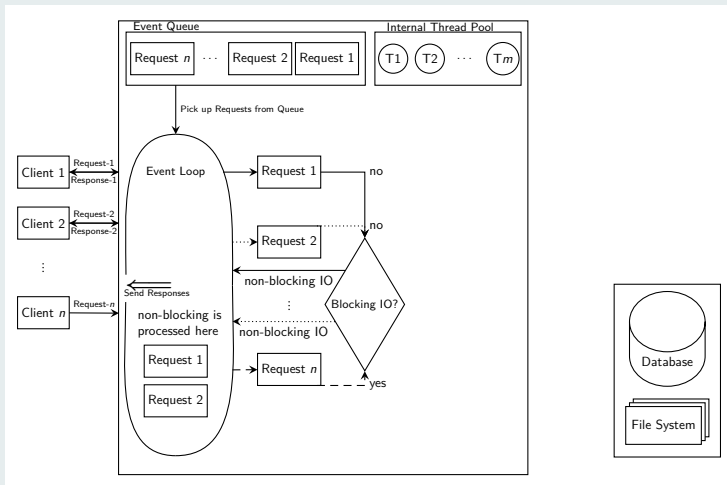 Event Queue
Internal Thread Pool
Request n
···
Request 2
Request 1
T1
T2
···
Tm
Pick up Requests from Queue
Client 1
Request-1
Response-1
Event Loop
Request 1
no
Client 2
Request-2
Response-2
Request 2
no
⋮
non-blocking IO
Send Responses
⋮
Blocking IO?
Client n
Request-n
non-blocking is
processed here
non-blocking IO
Request 1
Request n
yes
Request 2
Database
File System